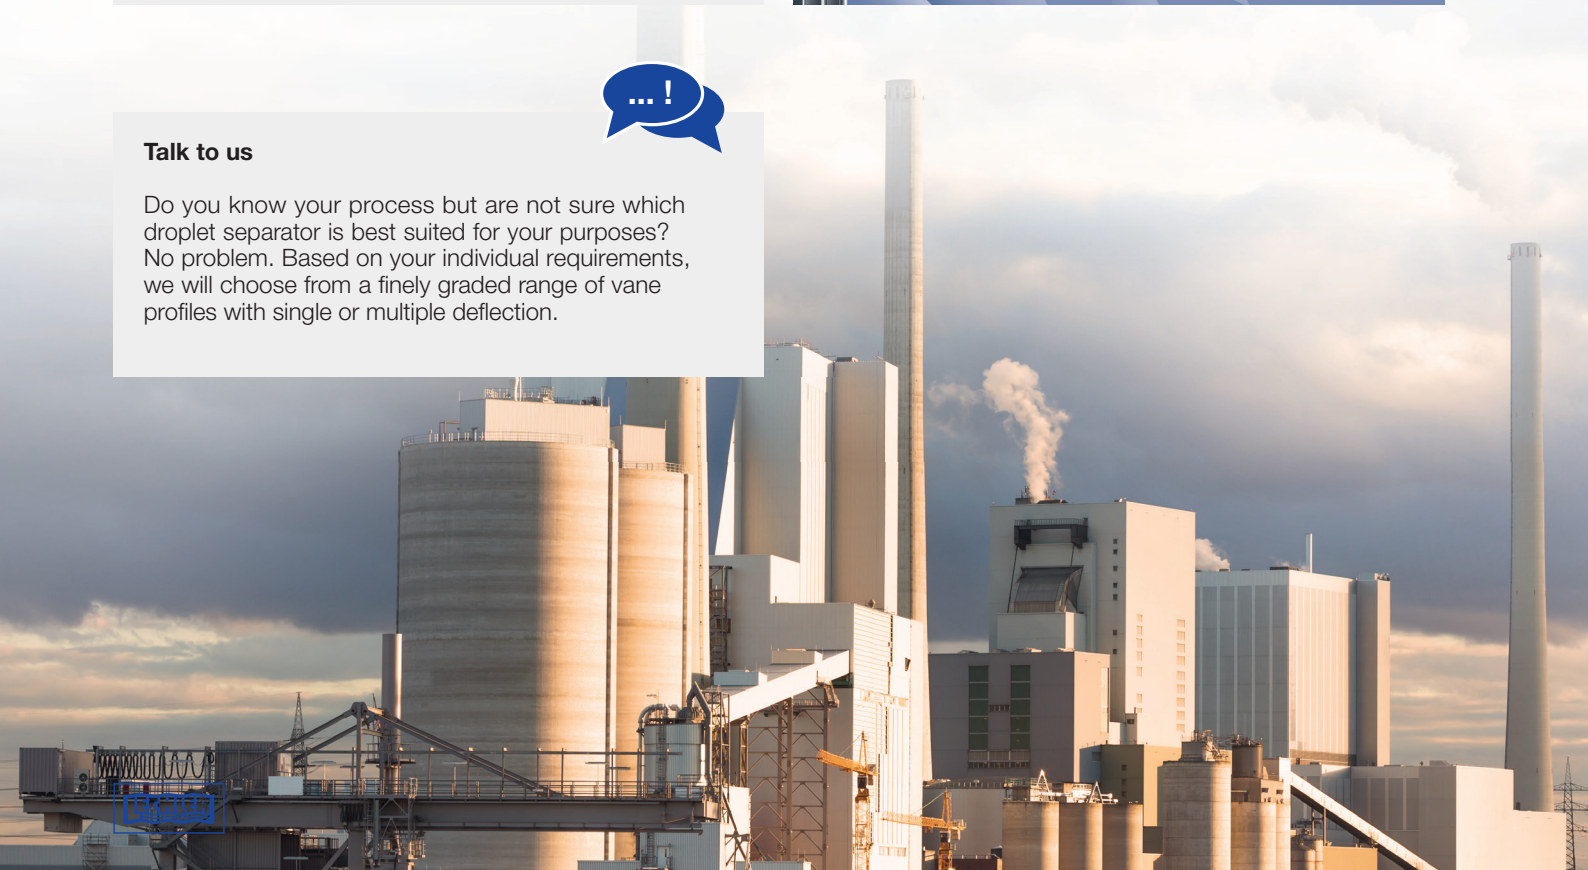 ... !
Talk to us
Do you know your process but are not sure which
droplet separator is best suited for your purposes?
No problem. Based on your individual requirements,
we will choose from a finely graded range of vane
profiles with single or multiple deflection.